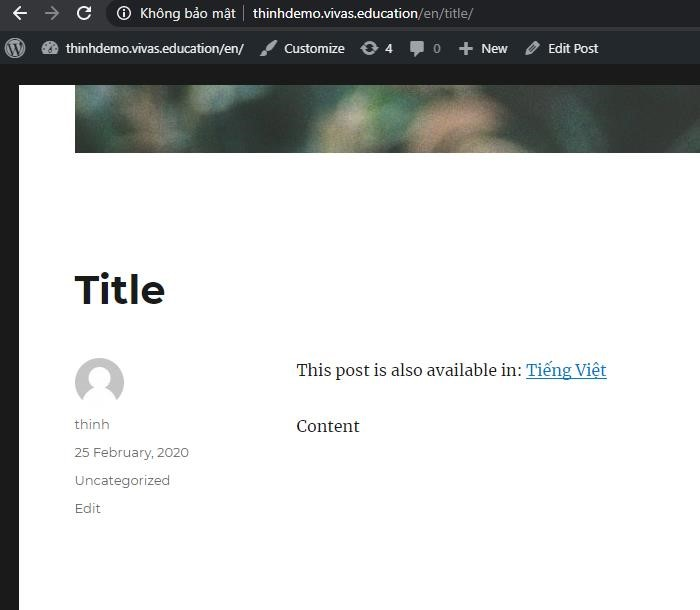 Không bảo mật thinhdemo.vivas.education/en/title/
thinhdemo.vivas.education/en/ Customize 4 0 New Edit Post
Title
This post is also available in: Tiếng Việt
Content
thinh
25 February, 2020
Uncategorized
Edit